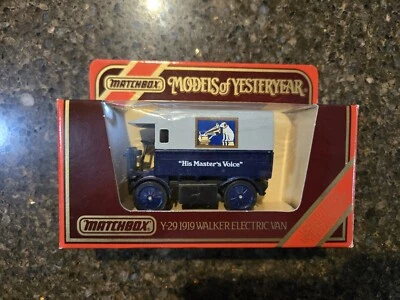 MATCHBOX MODELS of YESTERYEAR
"His Master's Voice"
MATCHBOX Y-29 1919 WALKER ELECTRIC VAN